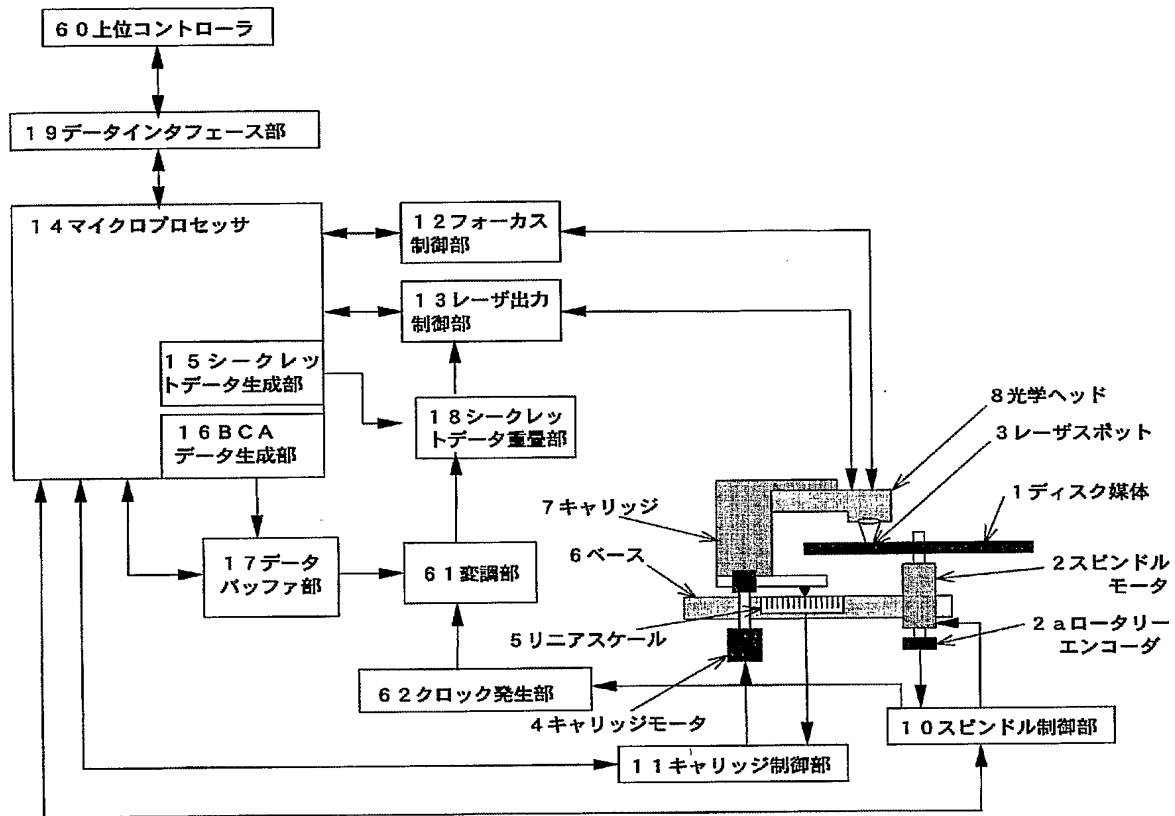 ６０上位コントローラ
１９データインタフェース部
１４マイクロプロセッサ
１２フォーカス
制御部
１３レーザ出力
制御部
１５シークレッ
トデータ生成部
１８シークレッ
トデータ重畳部
１６ＢＣＡ
データ生成部
８光学ヘッド
３レーザスポット
１ディスク媒体
７キャリッジ
６ベース
１７データ
バッファ部
６１変調部
２スピンドル
モータ
５リニアスケール
２ａロータリー
エンコーダ
６２クロック発生部
４キャリッジモータ
１０スピンドル制御部
１１キャリッジ制御部